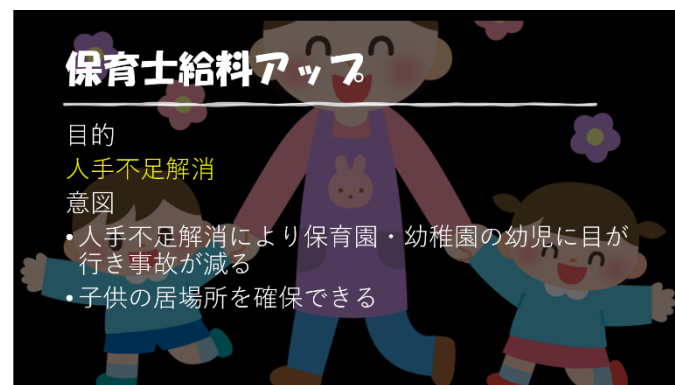 保育士給料アップ
目的
人手不足解消
意図
•人手不足解消により保育園・幼稚園の幼児に目が
行き事故が減る
•子供の居場所を確保できる